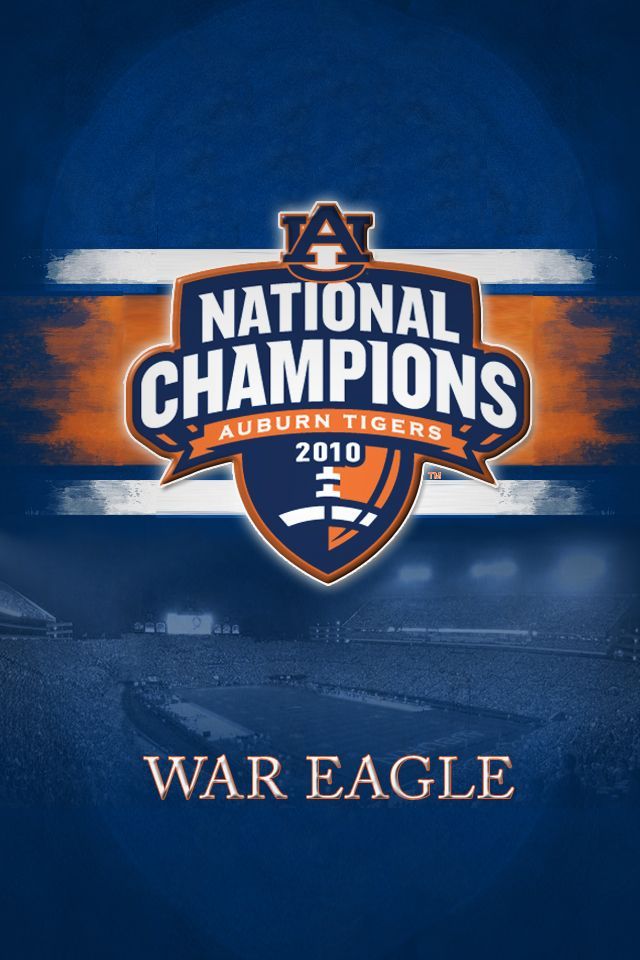 AU
NATIONAL
CHAMPIONS
AUBURN TIGERS
2010
TM
WAR EAGLE